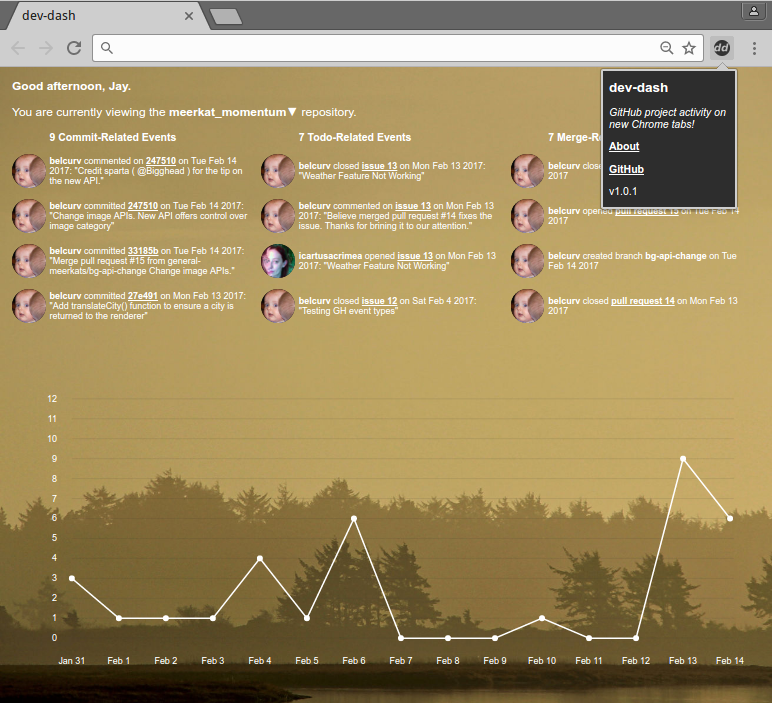 dev-dash
dd
Good afternoon, Jay.
You are currently viewing the meerkat_momentum▼ repository.
dev-dash
GitHub project activity on
new Chrome tabs!
About
GitHub
v1.0.1
9 Commit-Related Events
belcurv commented on 247510 on Tue Feb 14
2017: "Credit sparta ( @Bigghead ) for the tip on
the new API."
belcurv committed 247510 on Tue Feb 14 2017:
"Change image APIs. New API offers control over
image category"
belcurv committed 33185b on Tue Feb 14 2017:
"Merge pull request #15 from general-
meerkats/bg-api-change Change image APIs."
belcurv committed 27e491 on Mon Feb 13 2017:
"Add translateCity() function to ensure a city is
returned to the renderer"
7 Todo-Related Events
belcurv closed issue 13 on Mon Feb 13 2017:
"Weather Feature Not Working"
belcurv commented on issue 13 on Mon Feb 13
2017: "Believe merged pull request #14 fixes the
issue. Thanks for brining it to our attention."
icartusacrimea opened issue 13 on Mon Feb 13
2017: "Weather Feature Not Working"
belcurv closed issue 12 on Sat Feb 4 2017:
"Testing GH event types"
7 Merge-Re
belcurv close
2017
belcurv opened pull request 15 on Tue Feb 14
2017
belcurv created branch bg-api-change on Tue
Feb 14 2017
belcurv closed pull request 14 on Mon Feb 13
2017
12
11
10
9
8
7
6
5
4
3
2
1
0
Jan 31 Feb 1 Feb 2 Feb 3 Feb 4 Feb 5 Feb 6 Feb 7 Feb 8 Feb 9 Feb 10 Feb 11 Feb 12 Feb 13 Feb 14